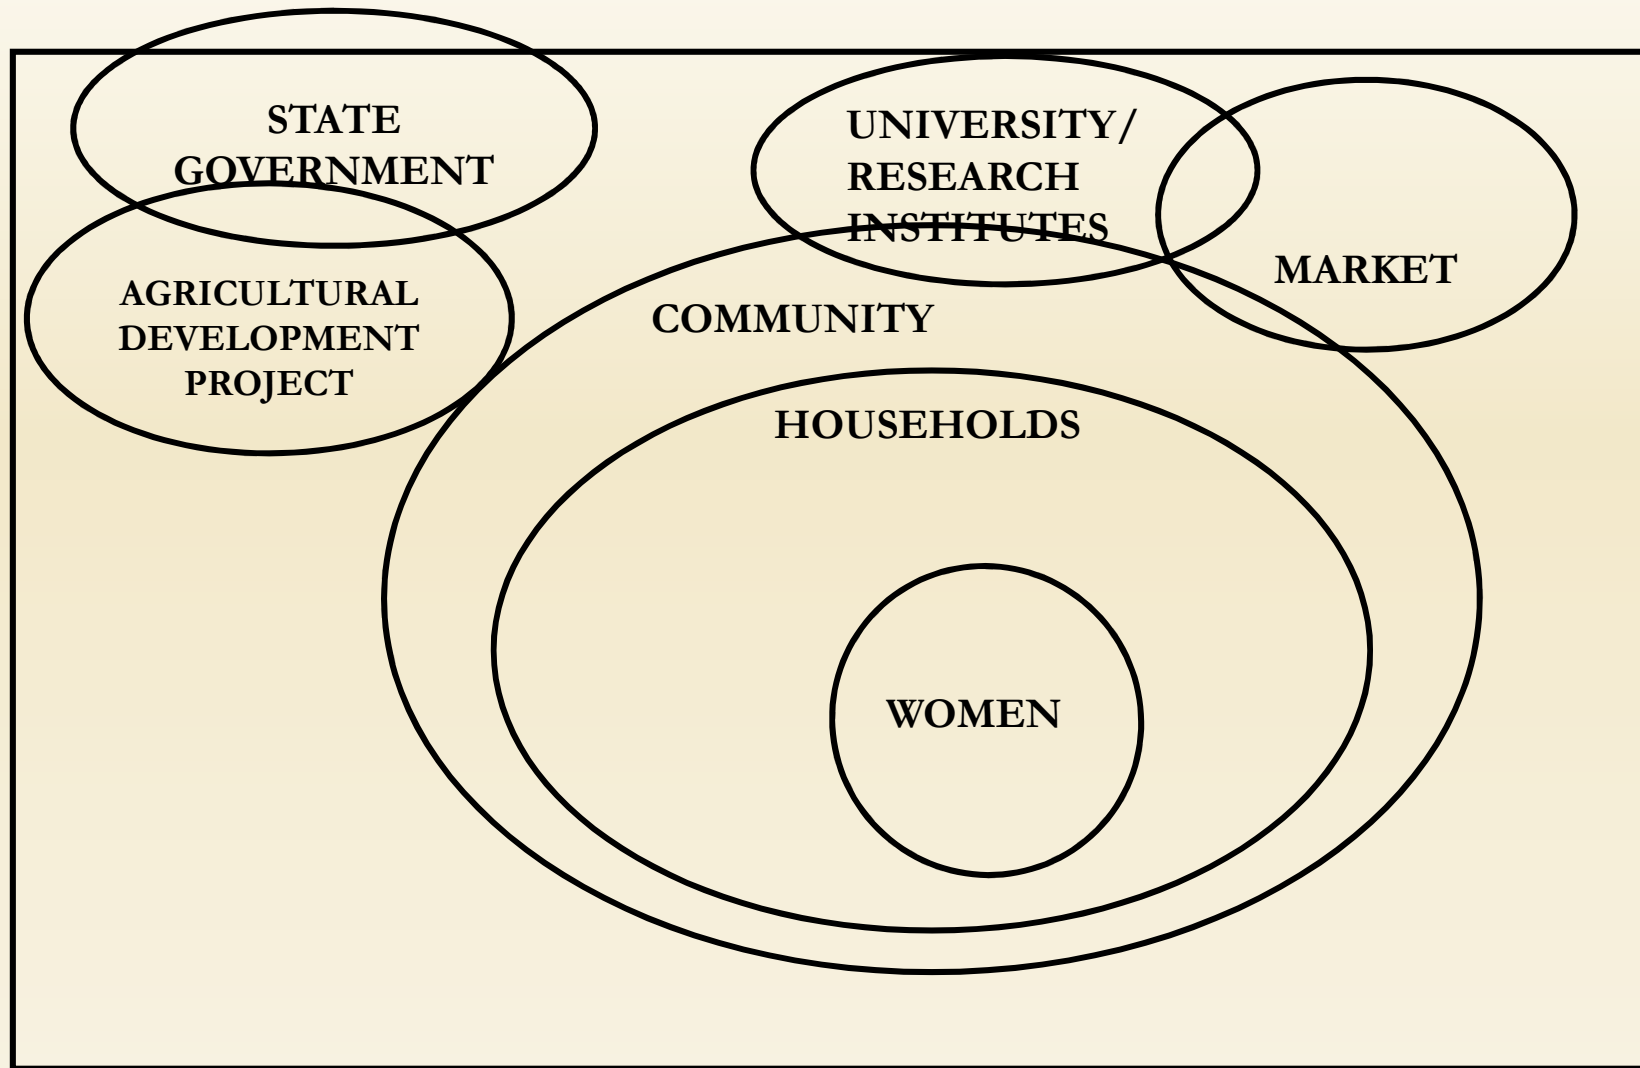 STATE
GOVERNMENT
UNIVERSITY/
RESEARCH
INSTITUTES
MARKET
AGRICULTURAL
DEVELOPMENT
PROJECT
COMMUNITY
HOUSEHOLDS
WOMEN